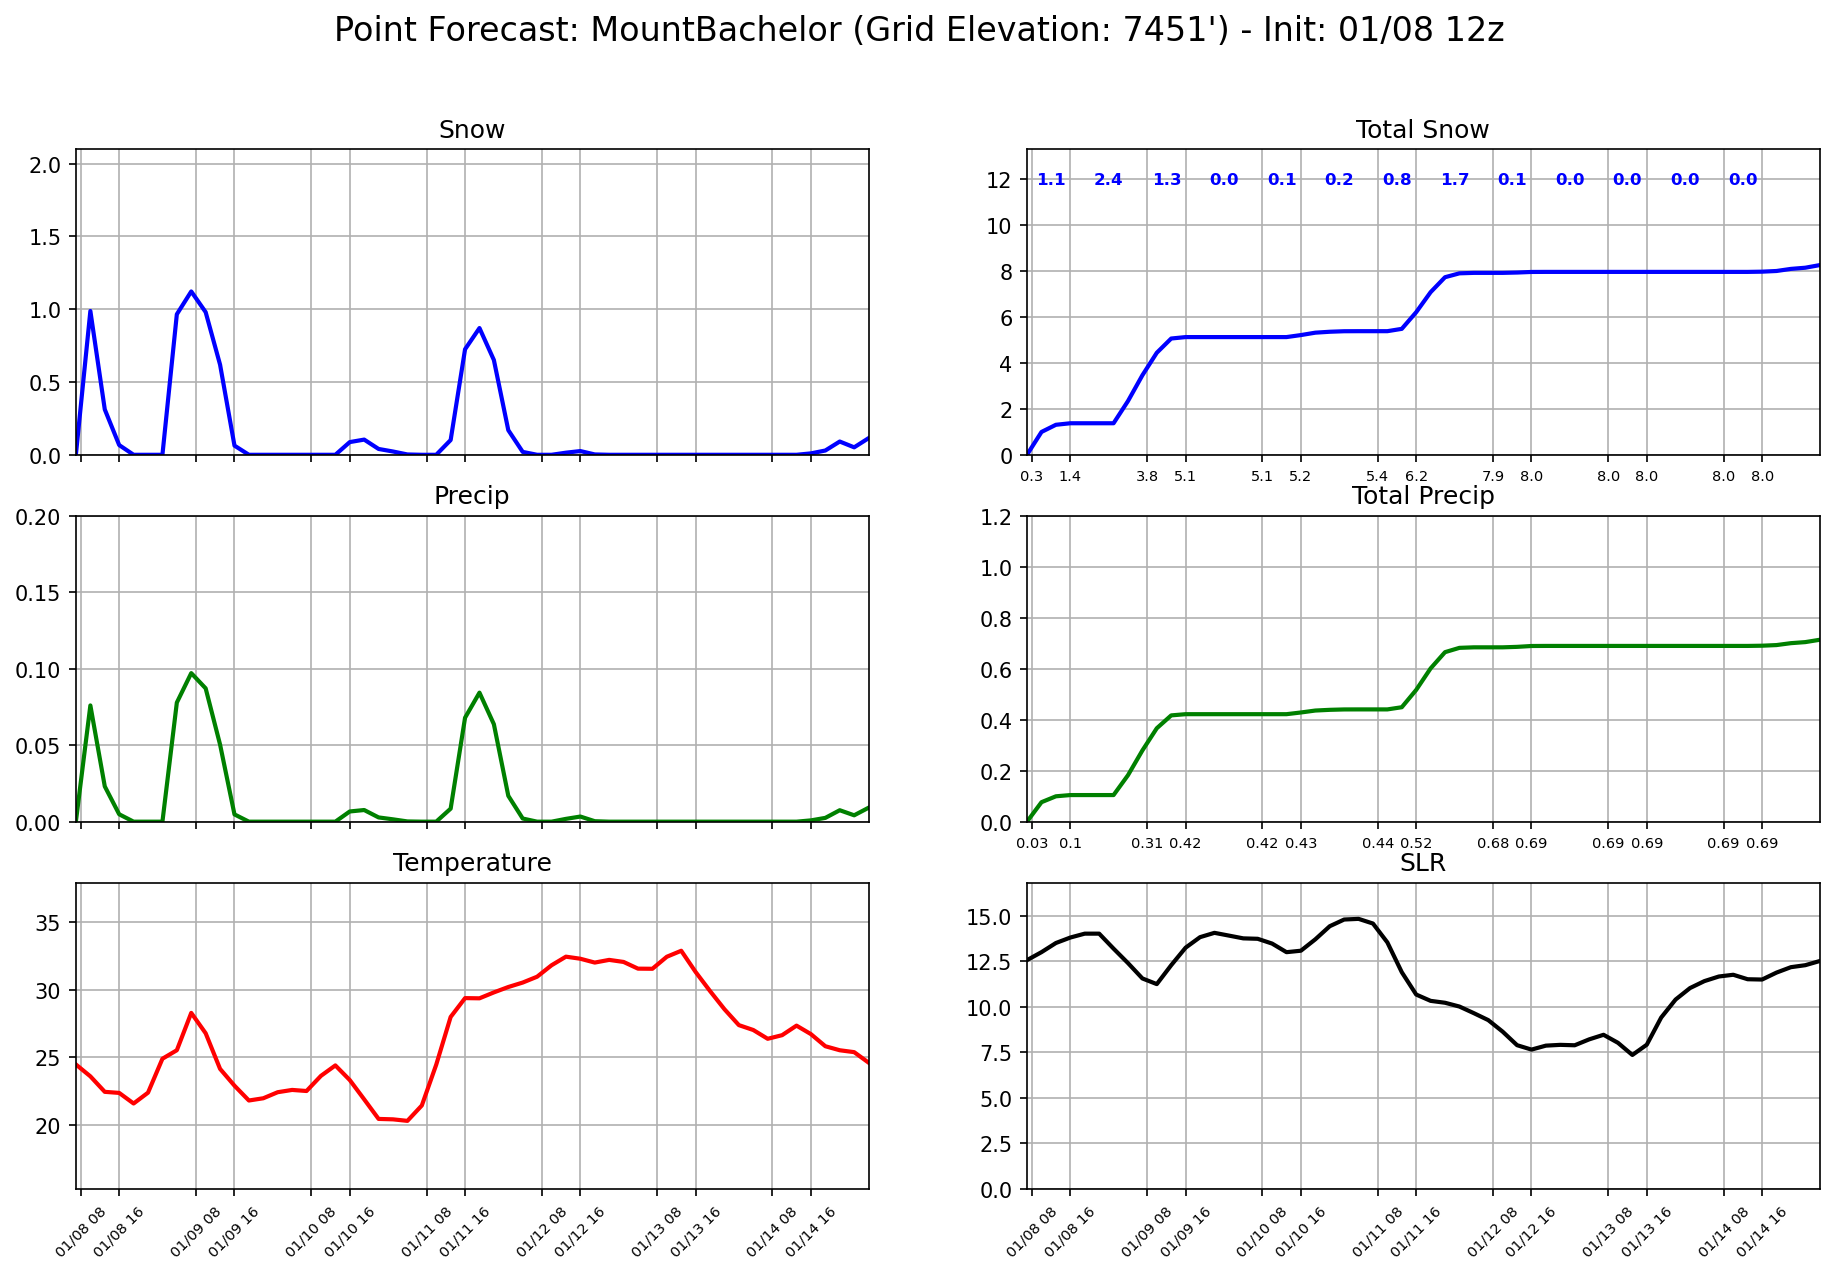 Point Forecast: MountBachelor (Grid Elevation: 7451') - Init: 01/08 12z
Snow
2.0
1.5
1.0
0.5
0.0
Total Snow
12
10
8
6
4
2
0
1.1 2.4 1.3 0.0 0.1 0.2 0.8 1.7 0.1 0.0 0.0 0.0 0.0
0.3 1.4 3.8 5.1 5.1 5.2 5.4 6.2 7.9 8.0 8.0 8.0 8.0 8.0
Precip
0.20
0.15
0.10
0.05
0.00
Total Precip
1.2
1.0
0.8
0.6
0.4
0.2
0.0
0.03 0.1 0.31 0.42 0.42 0.43 0.44 0.52 0.68 0.69 0.69 0.69 0.69 0.69
Temperature
35
30
25
20
01/08 08 01/08 16 01/09 08 01/09 16 01/10 08 01/10 16 01/11 08 01/11 16 01/12 08 01/12 16 01/13 08 01/13 16 01/14 08 01/14 16
SLR
15.0
12.5
10.0
7.5
5.0
2.5
0.0
01/08 08 01/08 16 01/09 08 01/09 16 01/10 08 01/10 16 01/11 08 01/11 16 01/12 08 01/12 16 01/13 08 01/13 16 01/14 08 01/14 16